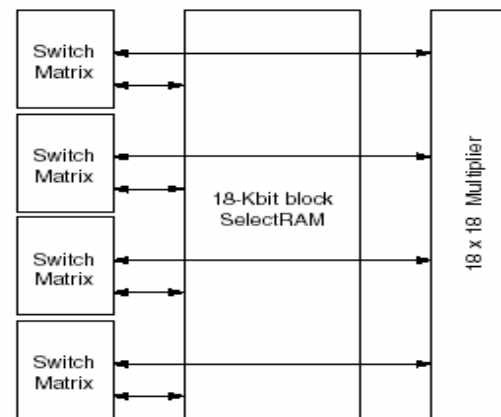 Switch
Matrix
Switch
Matrix
Switch
Matrix
Switch
Matrix
18-Kbit block
SelectRAM
18 x 18 Multiplier